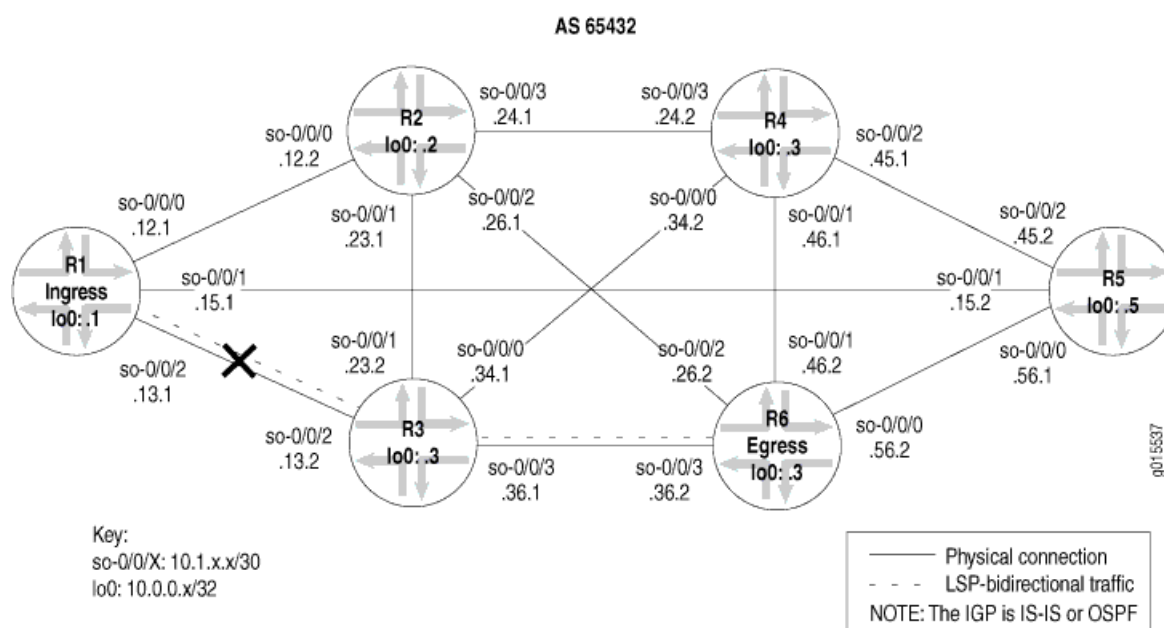 AS 65432
so-0/0/3
.24.1
so-0/0/3
.24.2
R2
lo0: .2
R4
lo0: .3
so-0/0/0
.12.2
so-0/0/2
.45.1
so-0/0/0
.12.1
so-0/0/1
.23.1
so-0/0/2
.26.1
so-0/0/0
.34.2
so-0/0/1
.46.1
so-0/0/2
.45.2
R1
Ingress
lo0: .1
so-0/0/1
.15.1
so-0/0/1
.15.2
R5
lo0: .5
so-0/0/2
.13.1
so-0/0/1
.23.2
so-0/0/0
.34.1
so-0/0/2
.26.2
so-0/0/1
.46.2
so-0/0/0
.56.1
so-0/0/2
.13.2
R3
lo0: .3
R6
Egress
lo0: .3
so-0/0/0
.56.2
so-0/0/3
.36.1
so-0/0/3
.36.2
g015537
Key:
so-0/0/X: 10.1.x.x/30
lo0: 10.0.0.x/32
Physical connection
LSP-bidirectional traffic
NOTE: The IGP is IS-IS or OSPF